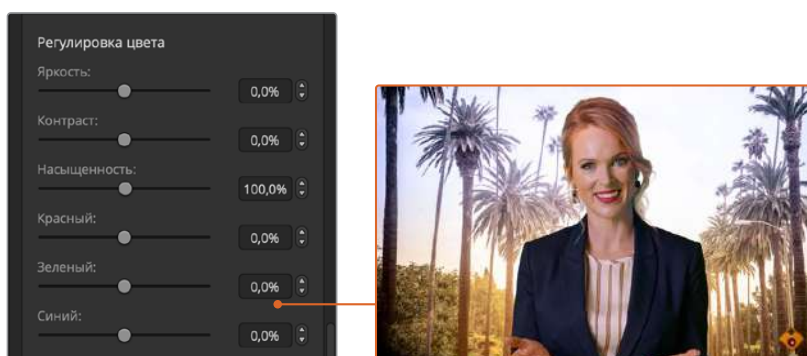 Регулировка цвета
Яркость:
0,0%
Контраст:
0,0%
Насыщенность:
100,0%
Красный:
0,0%
Зеленый:
0,0%
Синий:
0,0%